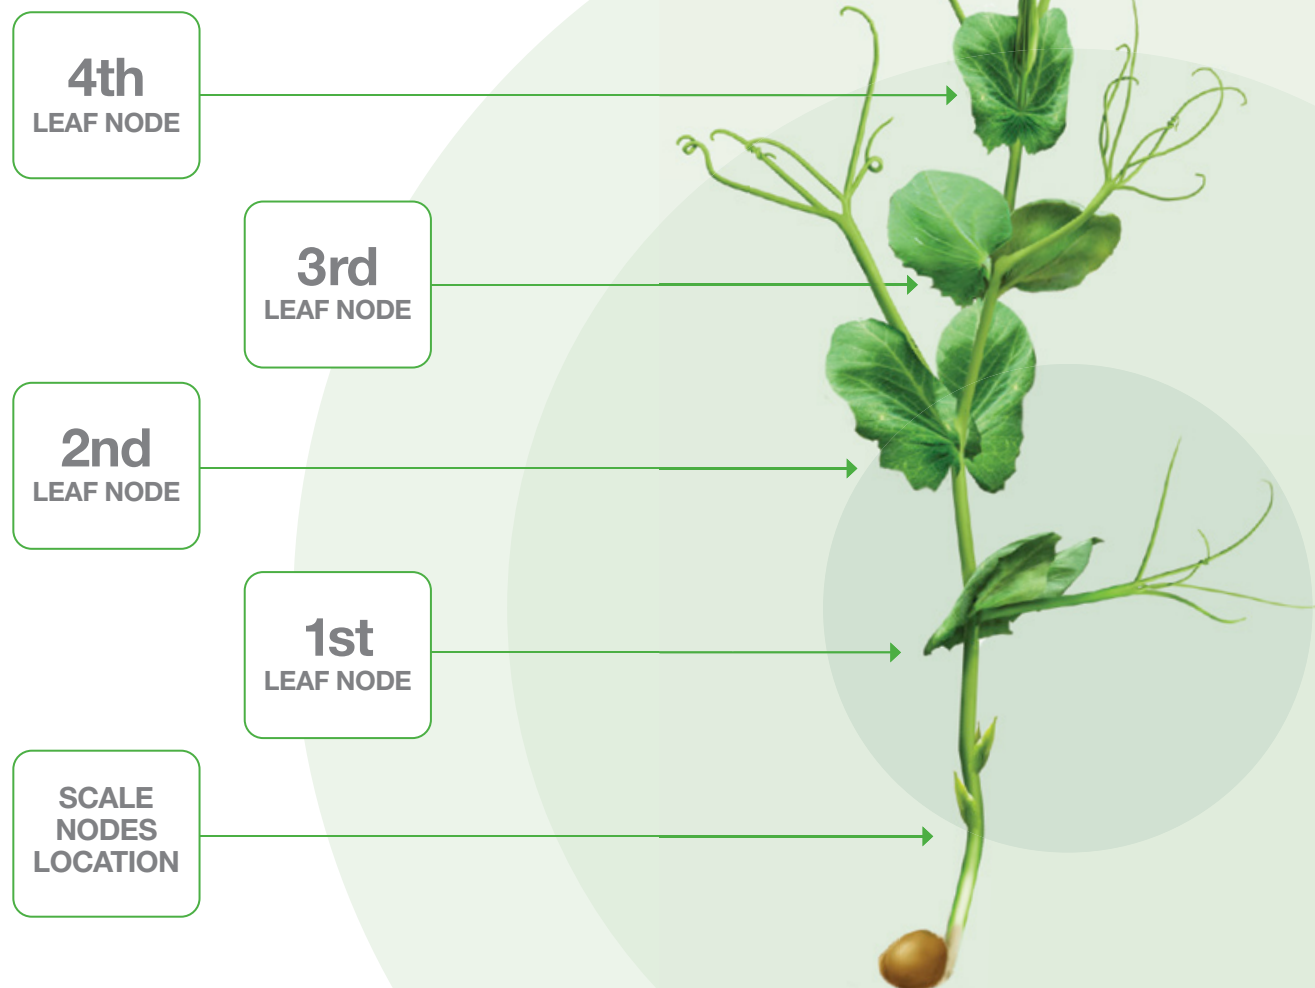 4th
LEAF NODE
3rd
LEAF NODE
2nd
LEAF NODE
1st
LEAF NODE
SCALE
NODES
LOCATION